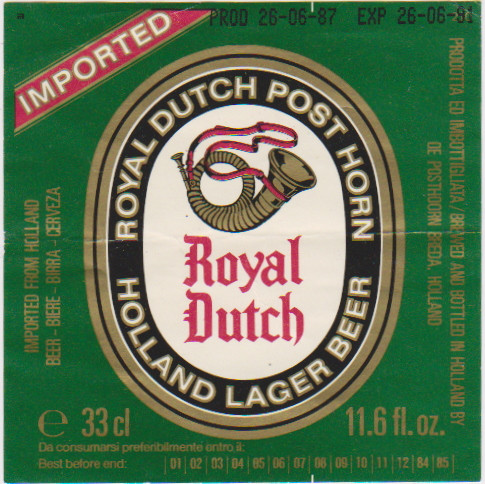 PROD 26-06-87 EXP 26-06-81
IMPORTED
ROYAL DUTCH POST HORN
Royal
Dutch
HOLLAND LAGER BEER
IMPORTED FROM HOLLAND
BEER - BIERE - BIRRA - CERVEZA
PRODOTTA ED IMBOTTIGLIATA / BREWED AND BOTTLED IN HOLLAND BY
DE POSTHOORN BREDA, HOLLAND
e 33 cl
11.6 fl. oz.
Da consumarsi preferibilmente entro il:
Best before end: 01 02 03 04 05 06 07 08 09 10 11 12 84 85